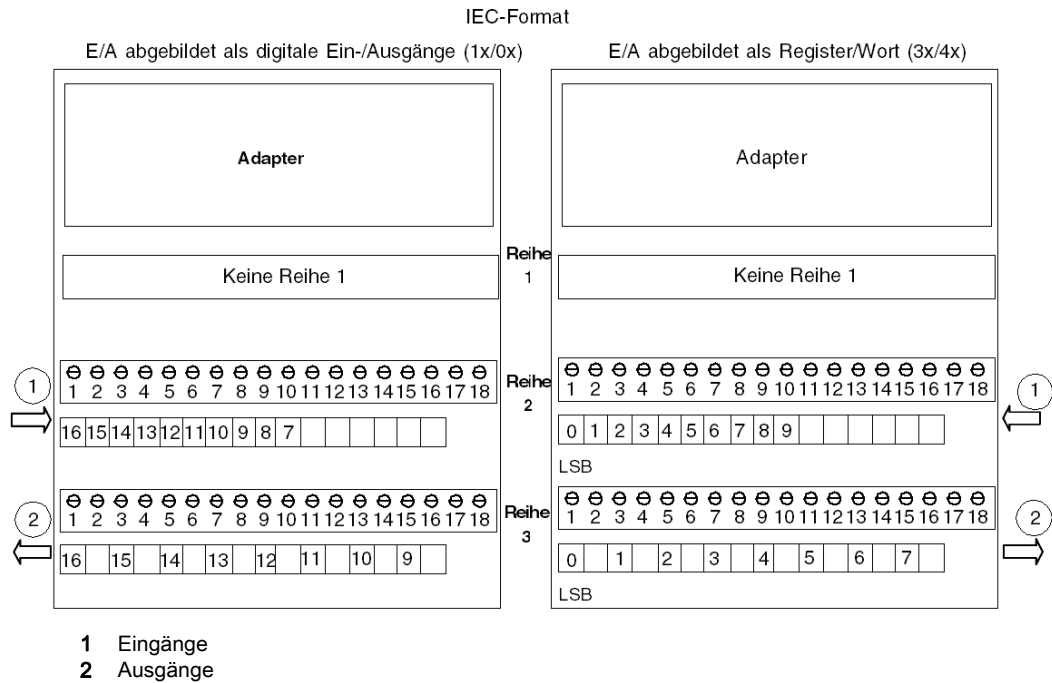 IEC-Format
E/A abgebildet als digitale Ein-/Ausgänge (1x/0x)
E/A abgebildet als Register/Wort (3x/4x)
Adapter
Adapter
Reihe
1
Keine Reihe 1
Keine Reihe 1
1
1 2 3 4 5 6 7 8 9 10 11 12 13 14 15 16 17 18
16 15 14 13 12 11 10 9 8 7
Reihe
2
1 2 3 4 5 6 7 8 9 10 11 12 13 14 15 16 17 18
0 1 2 3 4 5 6 7 8 9
LSB
1
2
1 2 3 4 5 6 7 8 9 10 11 12 13 14 15 16 17 18
16 15 14 13 12 11 10 9
Reihe
3
1 2 3 4 5 6 7 8 9 10 11 12 13 14 15 16 17 18
0 1 2 3 4 5 6 7
LSB
2
1 Eingänge
2 Ausgänge